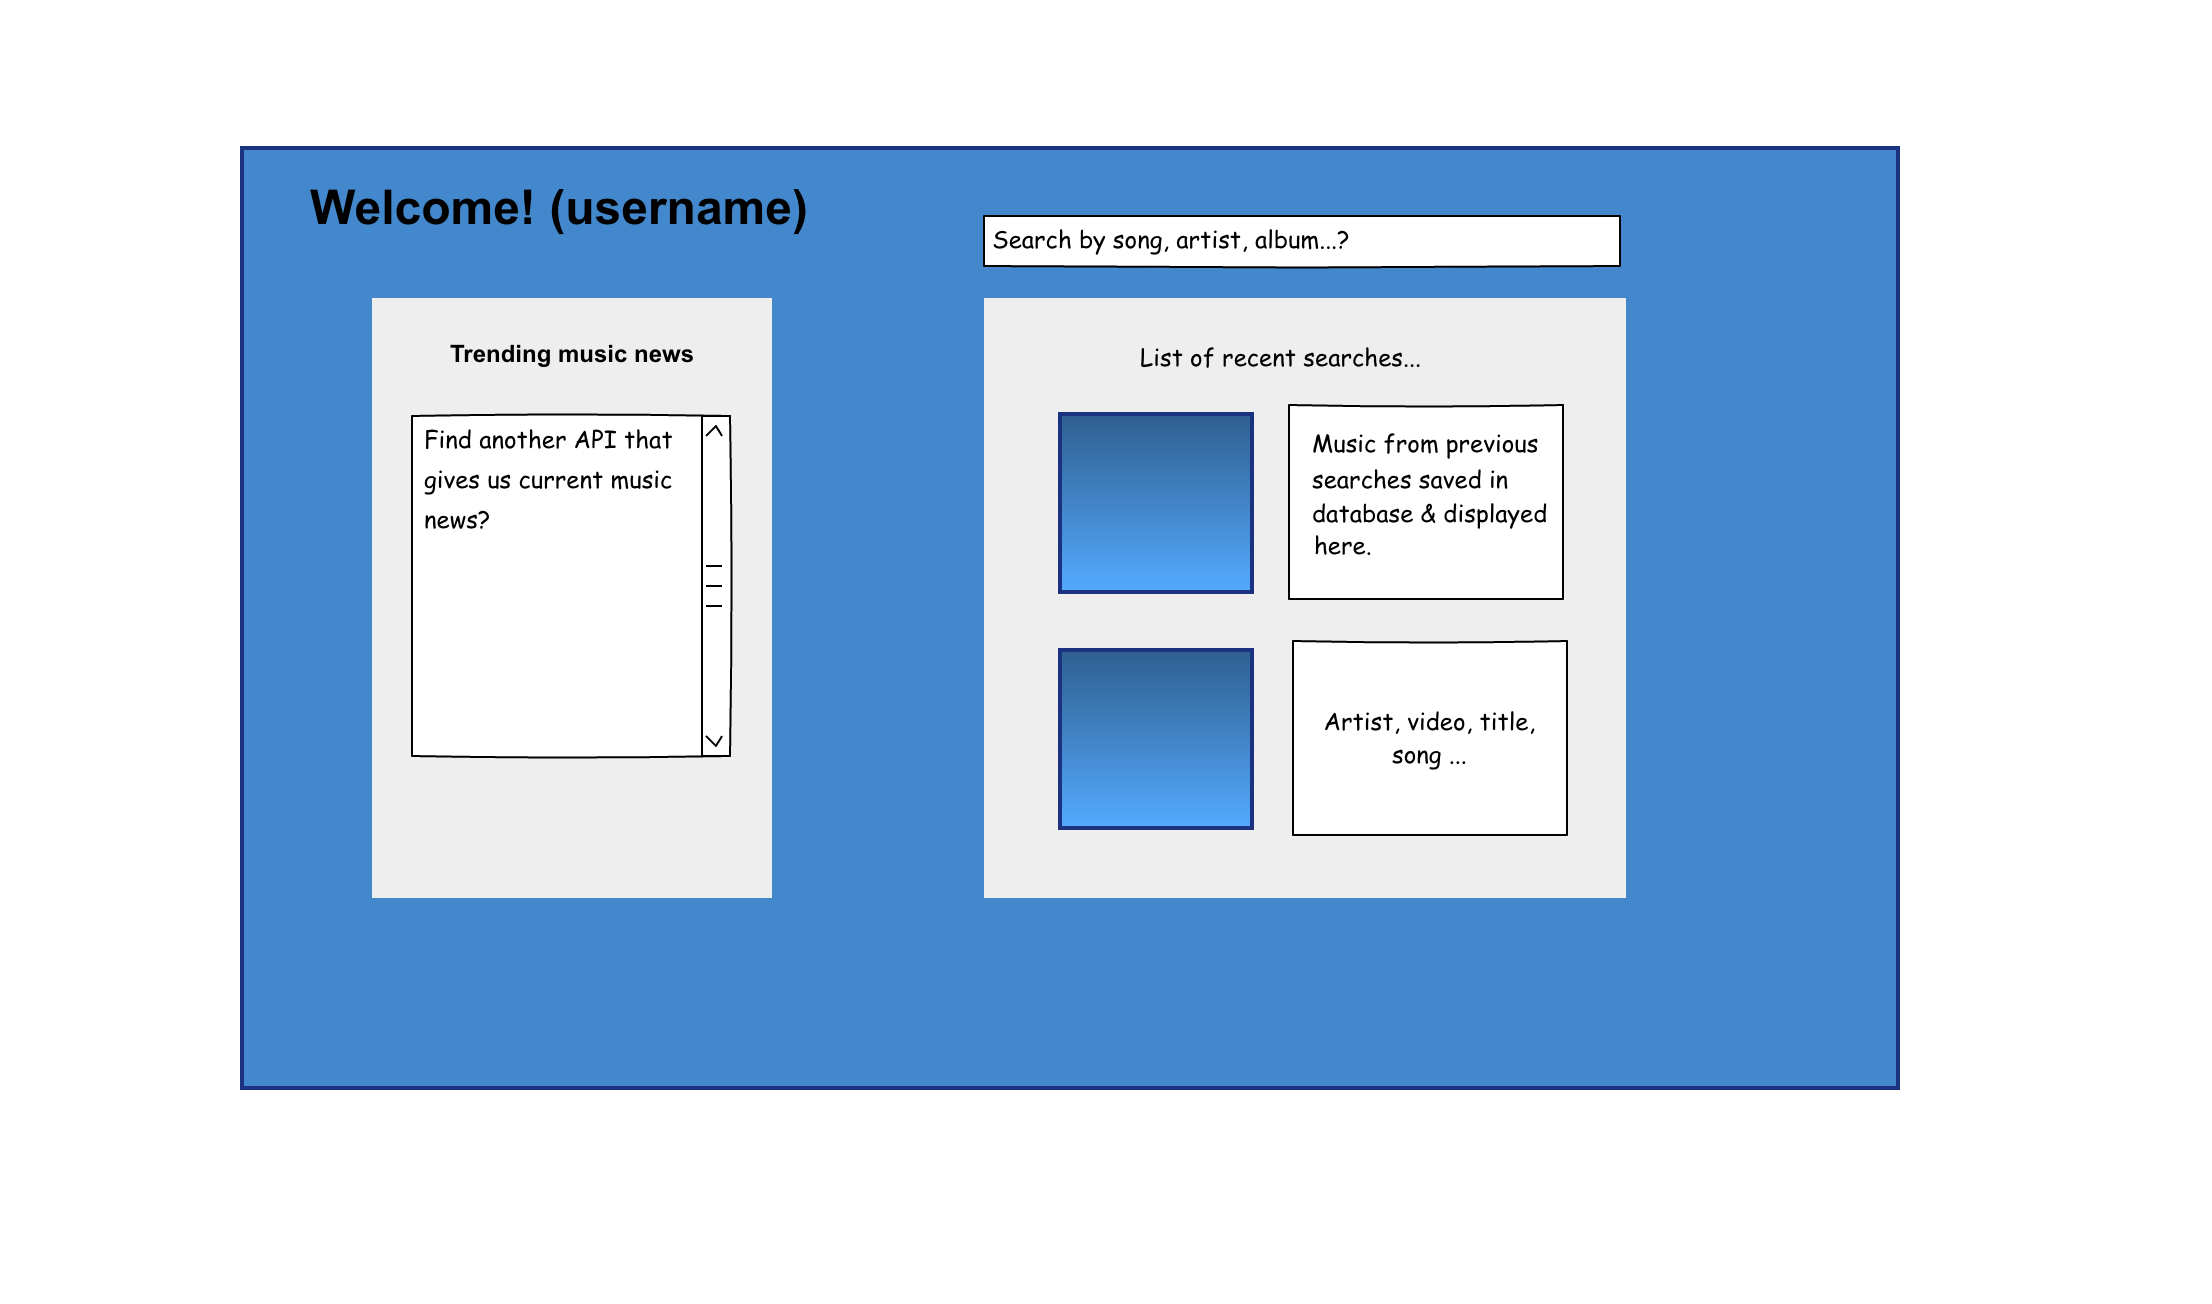 Welcome! (username)
Search by song, artist, album...?
Trending music news
Find another API that
gives us current music
news?
List of recent searches...
Music from previous
searches saved in
database & displayed
here.
Artist, video, title,
song ...